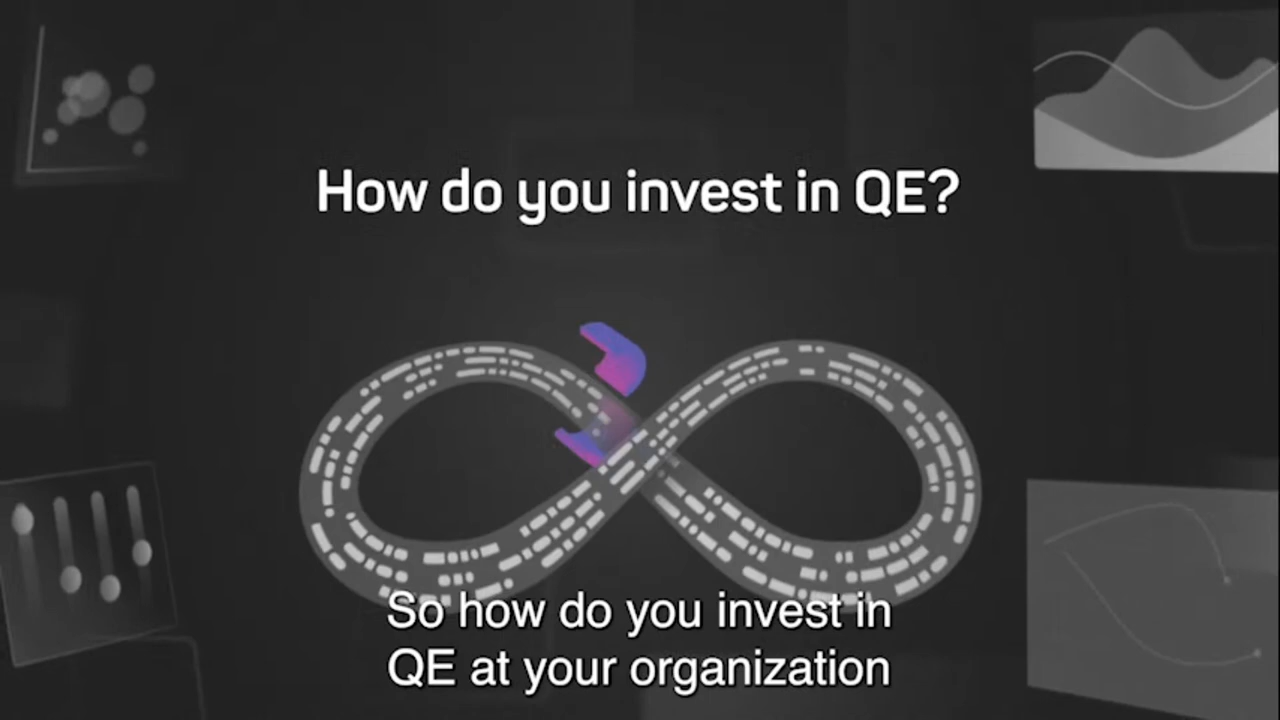 How do you invest in QE?
So how do you invest in
QE at your organization